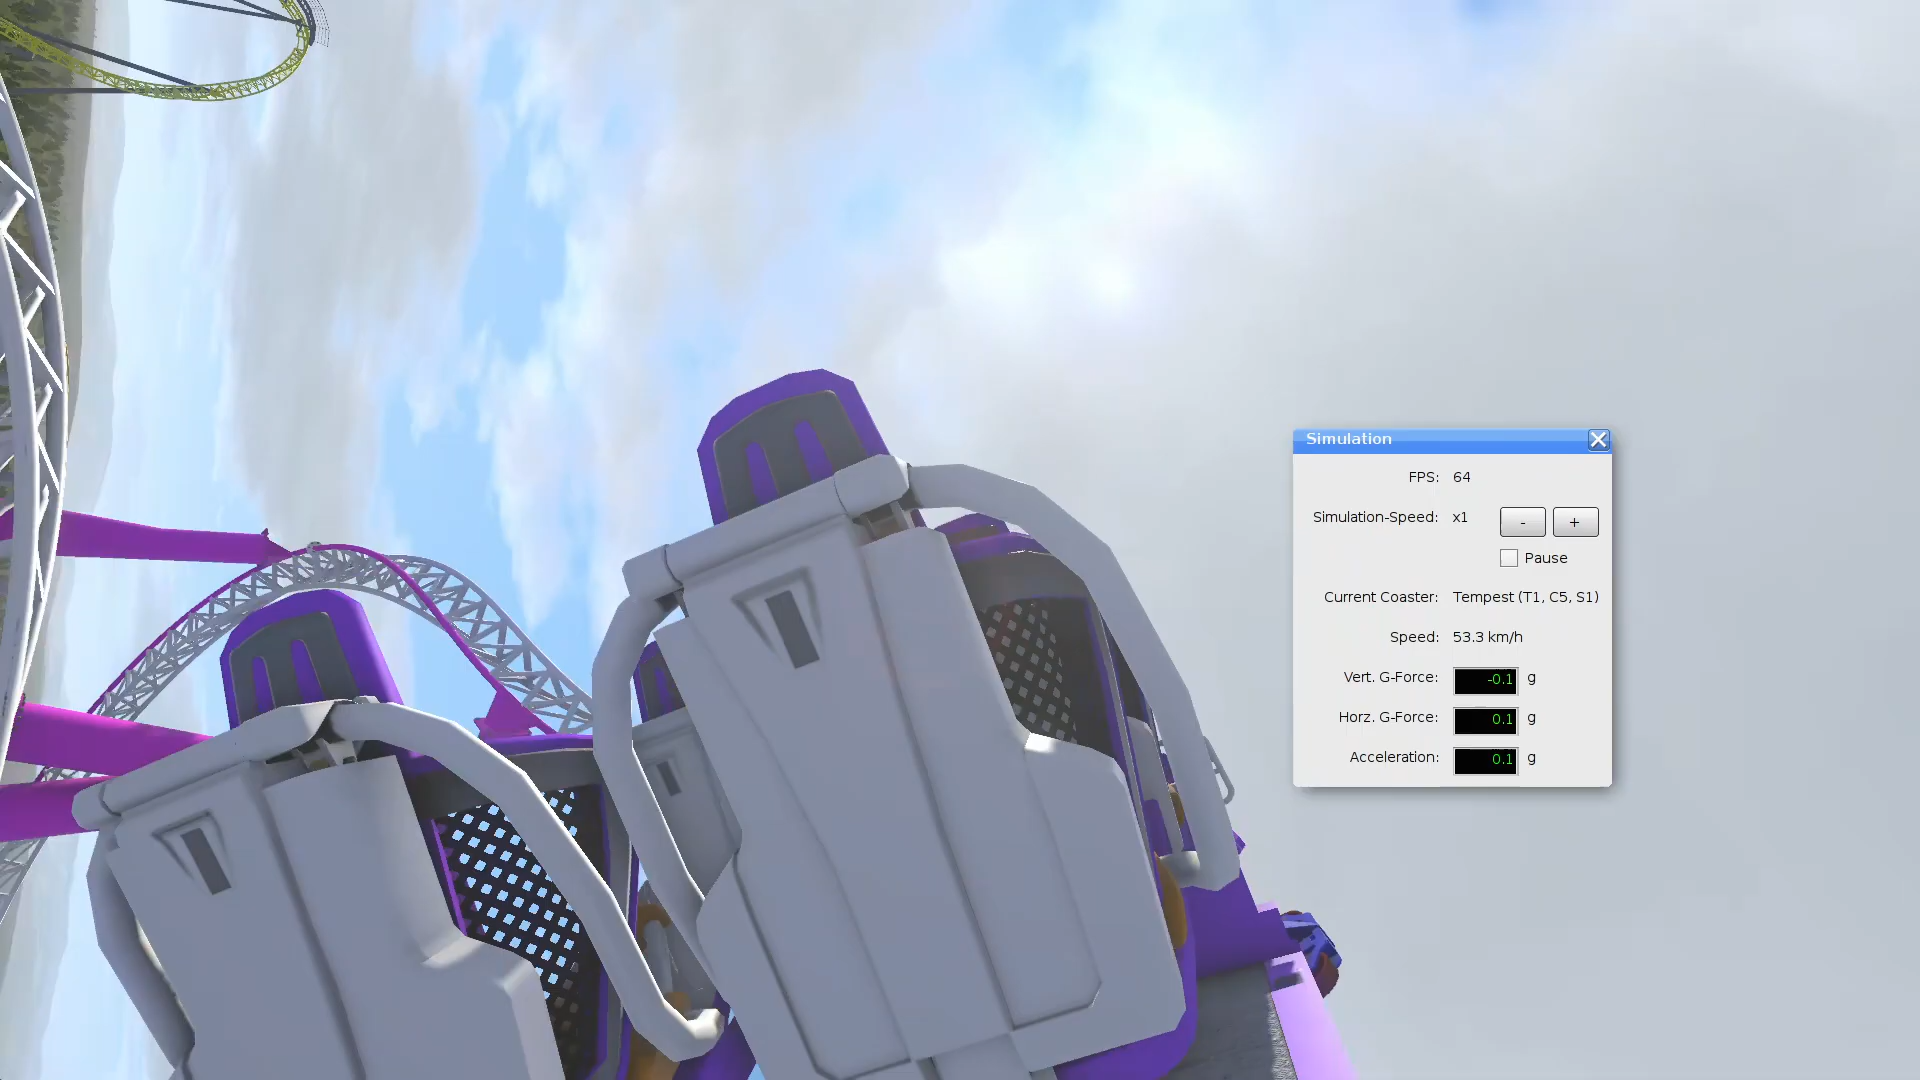 Simulation
FPS: 64
Simulation-Speed: x1 - +
Pause
Current Coaster: Tempest (T1, C5, S1)
Speed: 53.3 km/h
Vert. G-Force: -0.1 g
Horz. G-Force: 0.1 g
Acceleration: 0.1 g